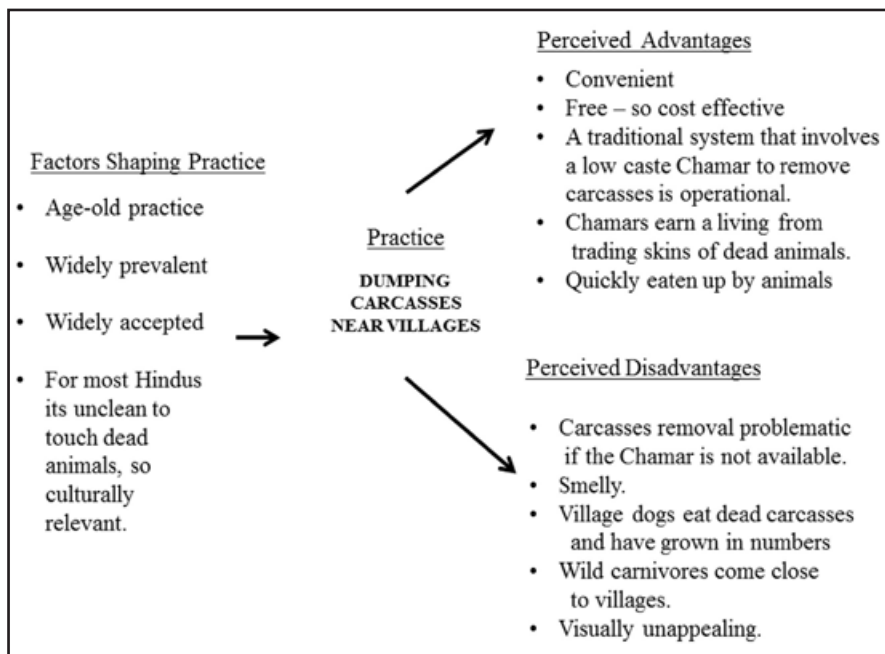 Factors Shaping Practice
• Age-old practice
• Widely prevalent
• Widely accepted
• For most Hindus
its unclean to
touch dead
animals, so
culturally
relevant.
Practice
DUMPING
CARCASSES
NEAR VILLAGES
Perceived Advantages
• Convenient
• Free – so cost effective
• A traditional system that involves
a low caste Chamar to remove
carcasses is operational.
• Chamars earn a living from
trading skins of dead animals.
• Quickly eaten up by animals
Perceived Disadvantages
• Carcasses removal problematic
if the Chamar is not available.
• Smelly.
• Village dogs eat dead carcasses
and have grown in numbers
• Wild carnivores come close
to villages.
• Visually unappealing.